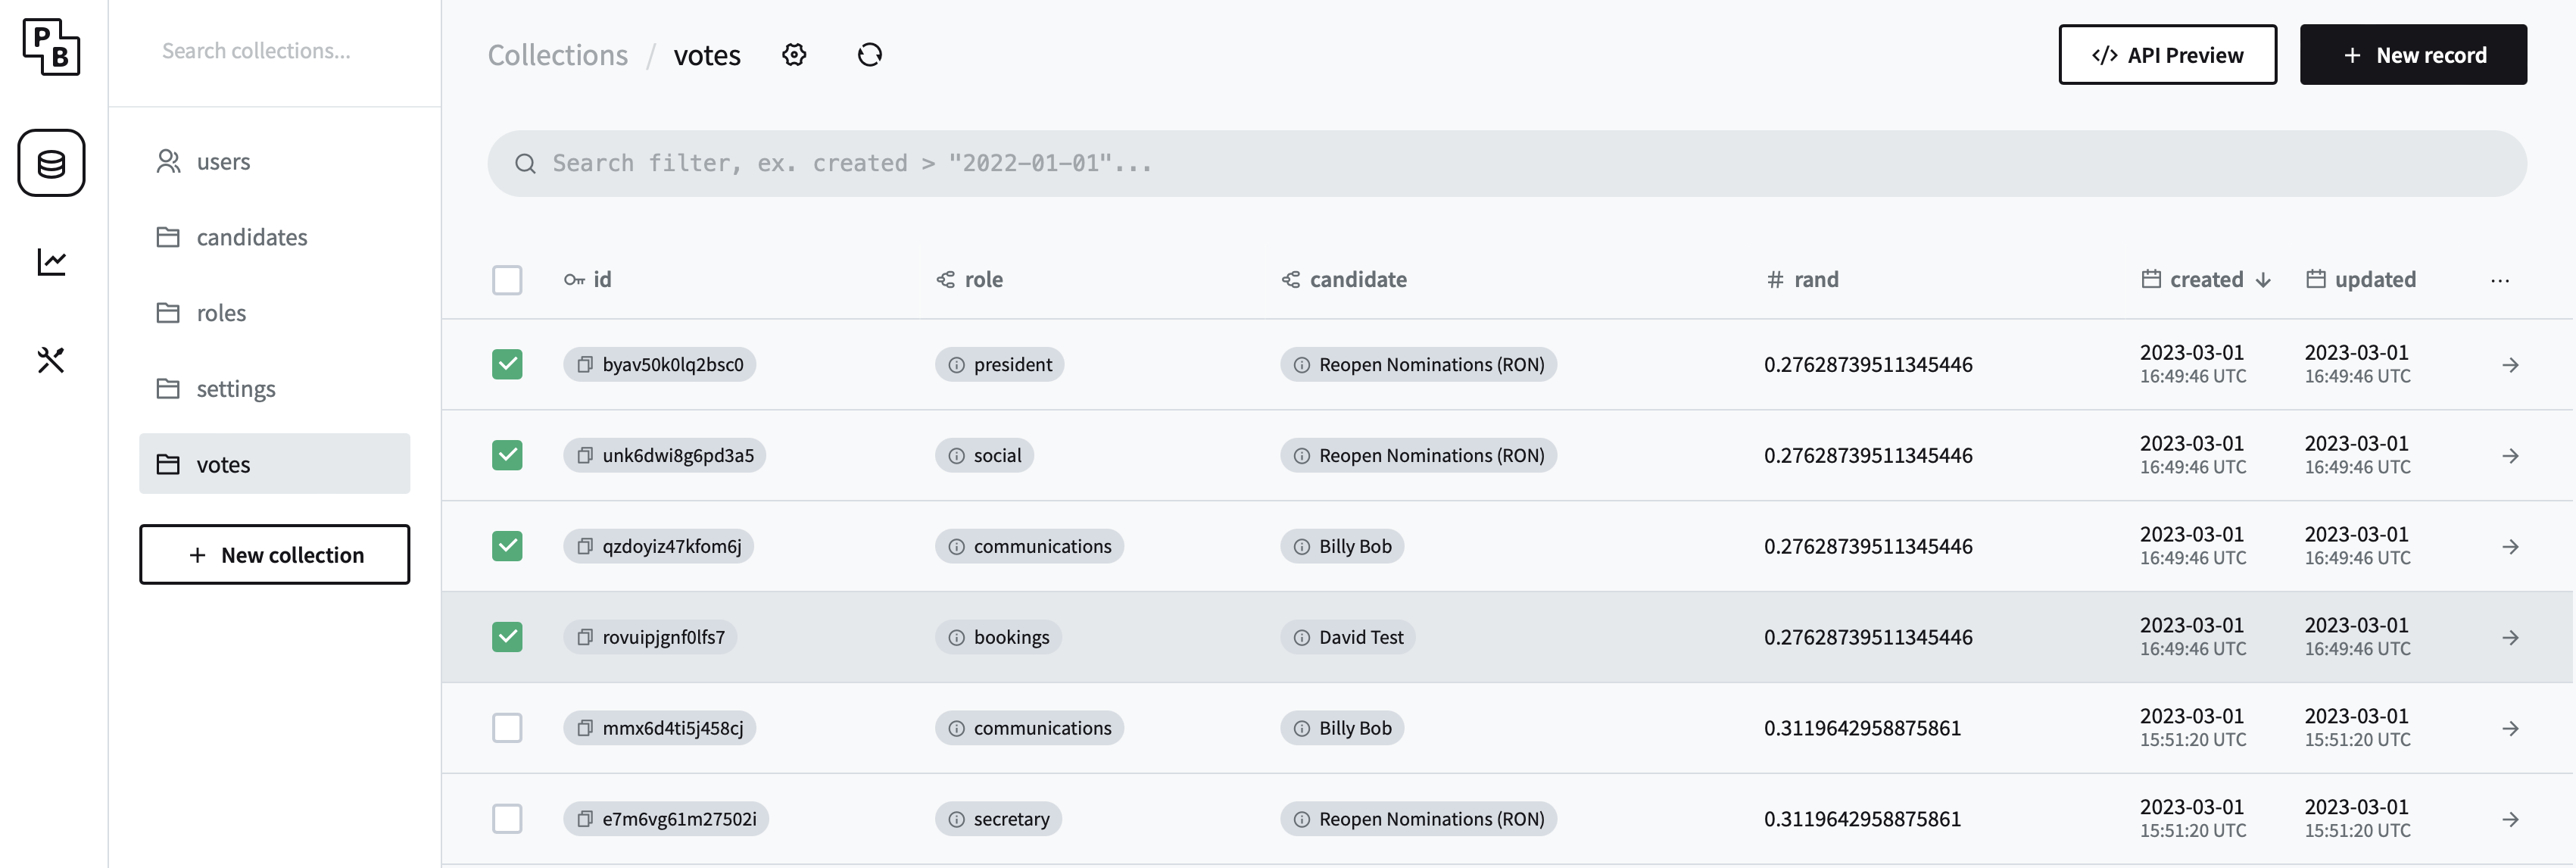 PB
Search collections...
users
candidates
roles
settings
votes
+ New collection
Collections / votes
</> API Preview
+ New record
Search filter, ex. created > "2022-01-01"...
id role candidate # rand created ↓ updated ...
byav50k0lq2bsc0 president Reopen Nominations (RON) 0.27628739511345446 2023-03-01 2023-03-01
16:49:46 UTC 16:49:46 UTC
unk6dwi8g6pd3a5 social Reopen Nominations (RON) 0.27628739511345446 2023-03-01 2023-03-01
16:49:46 UTC 16:49:46 UTC
qzdoyiz47kfom6j communications Billy Bob 0.27628739511345446 2023-03-01 2023-03-01
16:49:46 UTC 16:49:46 UTC
rovuipjgnf0lfs7 bookings David Test 0.27628739511345446 2023-03-01 2023-03-01
16:49:46 UTC 16:49:46 UTC
mmx6d4ti5j458cj communications Billy Bob 0.3119642958875861 2023-03-01 2023-03-01
15:51:20 UTC 15:51:20 UTC
e7m6vg61m27502i secretary Reopen Nominations (RON) 0.3119642958875861 2023-03-01 2023-03-01
15:51:20 UTC 15:51:20 UTC